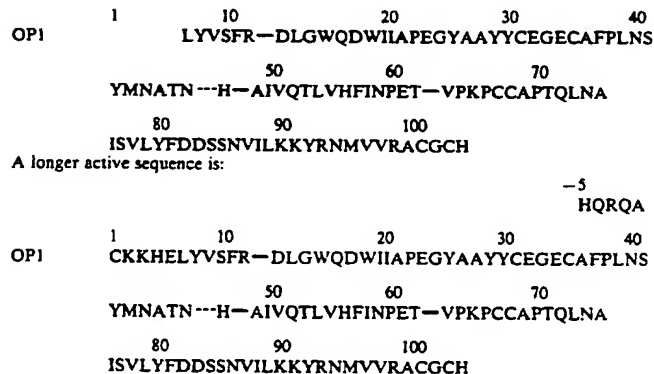 1 10 20 30 40
OP1 LYVSFR—DLGWQDWIIAPEGYAAYYCEGECAFPLNS
50 60 70
YMNATN---H—AIVQTLVHFINPET—VPKPCCAPTQLNA
80 90 100
ISVLYFDDSSNVILKKYRNMVVRACGCH
A longer active sequence is:
−5
HQRQA
1 10 20 30 40
OP1 CKKHELYVSFR—DLGWQDWIIAPEGYAAYYCEGECAFPLNS
50 60 70
YMNATN---H—AIVQTLVHFINPET—VPKPCCAPTQLNA
80 90 100
ISVLYFDDSSNVILKKYRNMVVRACGCH